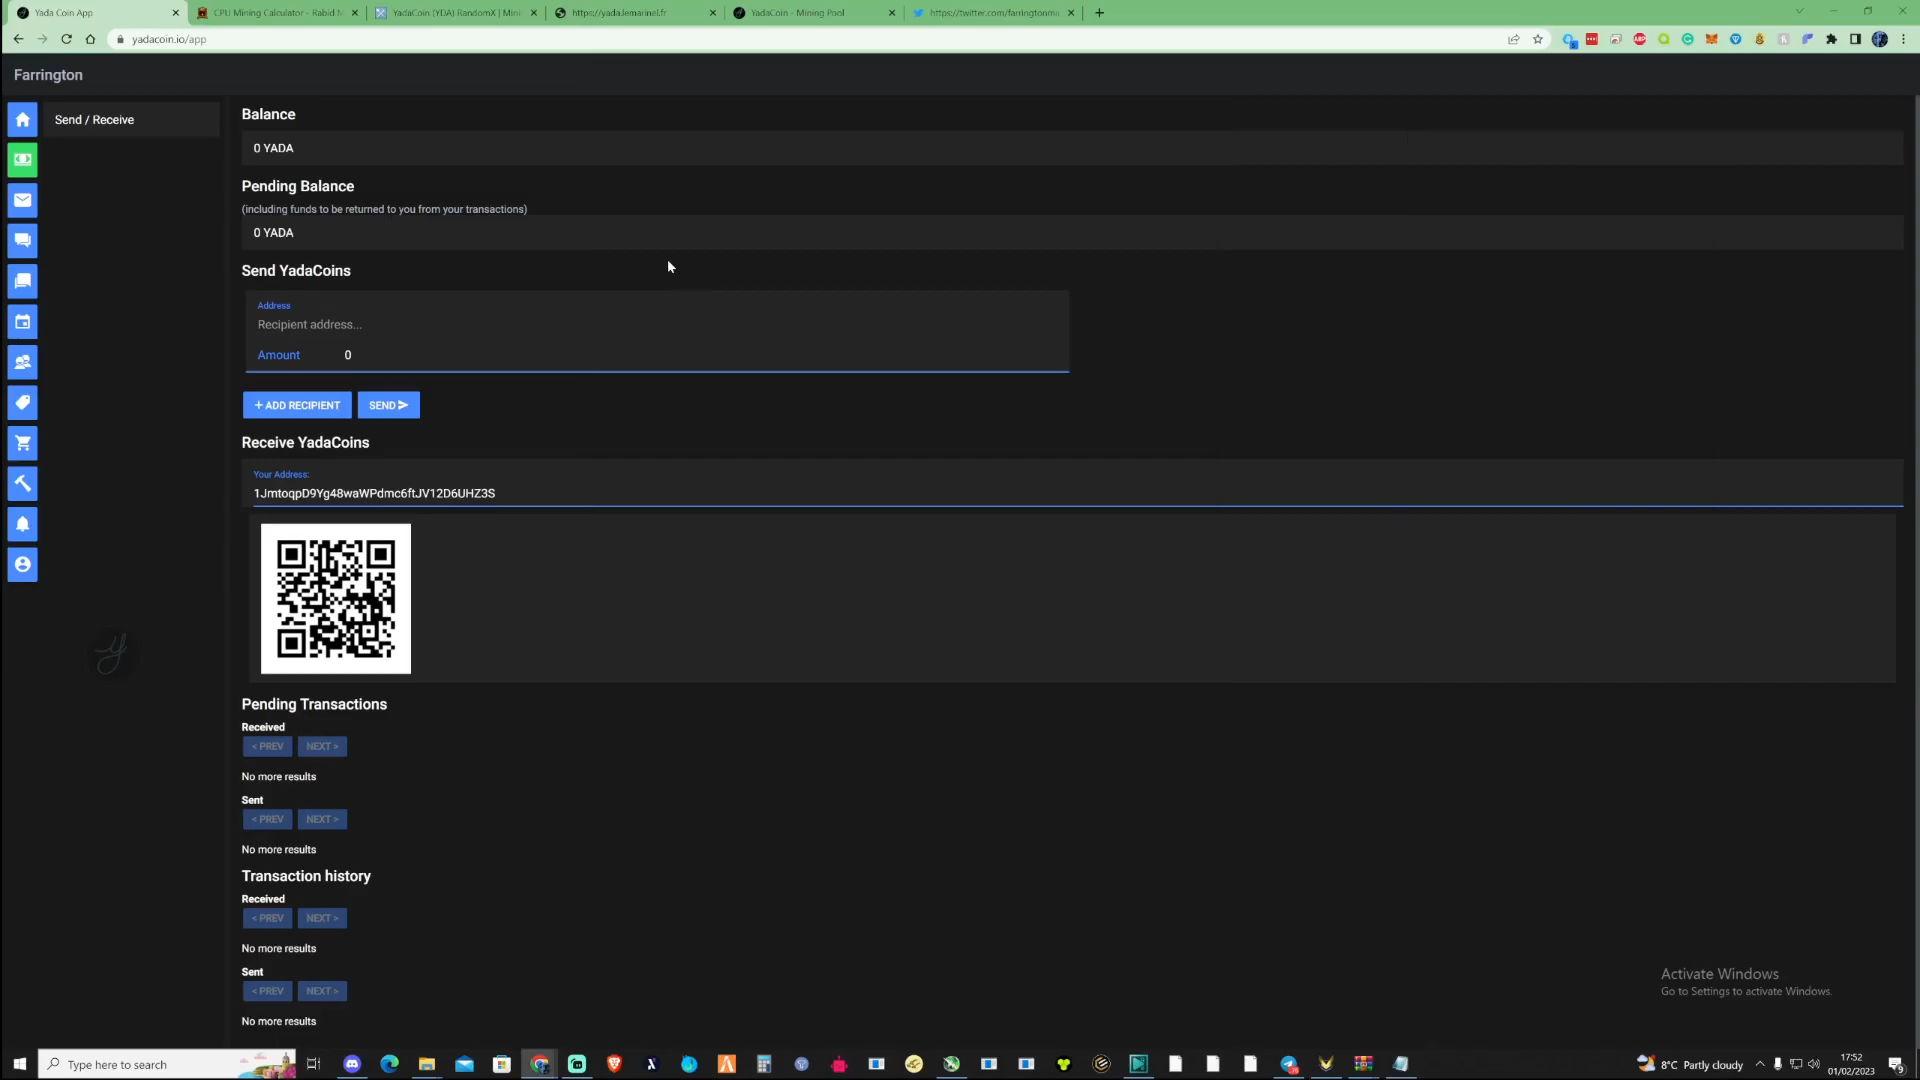 Yada Coin App
CPU Mining Calculator - Rabid M
YadaCoin (YDA) RandomX | Mini
https://yada.lemarinel.fr
YadaCoin - Mining Pool
https://twitter.com/farringtonmi
yadacoin.io/app
Farrington
Send / Receive
Balance
0 YADA
Pending Balance
(including funds to be returned to you from your transactions)
0 YADA
Send YadaCoins
Address
Recipient address...
Amount 0
+ ADD RECIPIENT
SEND
Receive YadaCoins
Your Address:
1JmtoqpD9Yg48waWPdmc6ftJV12D6UHZ3S
Pending Transactions
Received
< PREV NEXT >
No more results
Sent
< PREV NEXT >
No more results
Transaction history
Received
< PREV NEXT >
No more results
Sent
< PREV NEXT >
No more results
Activate Windows
Go to Settings to activate Windows.
Type here to search
8°C Partly cloudy
17:52
01/02/2023